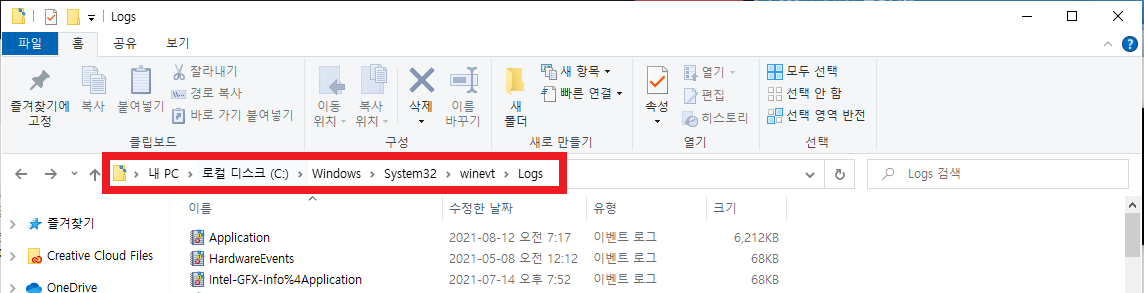 Logs
파일 홈 공유 보기
즐겨찾기에 고정
복사
붙여넣기
잘라내기
경로 복사
바로 가기 붙여넣기
클립보드
이동 위치
복사 위치
삭제
이름 바꾸기
구성
새 폴더
새 항목
빠른 연결
새로 만들기
속성
열기
편집
히스토리
열기
모두 선택
선택 안 함
선택 영역 반전
선택
내 PC > 로컬 디스크 (C:) > Windows > System32 > winevt > Logs
Logs 검색
즐겨찾기
Creative Cloud Files
OneDrive
이름 수정한 날짜 유형 크기
Application 2021-08-12 오전 7:17 이벤트 로그 6,212KB
HardwareEvents 2021-05-08 오전 12:12 이벤트 로그 68KB
Intel-GFX-Info%4Application 2021-07-14 오후 7:52 이벤트 로그 68KB